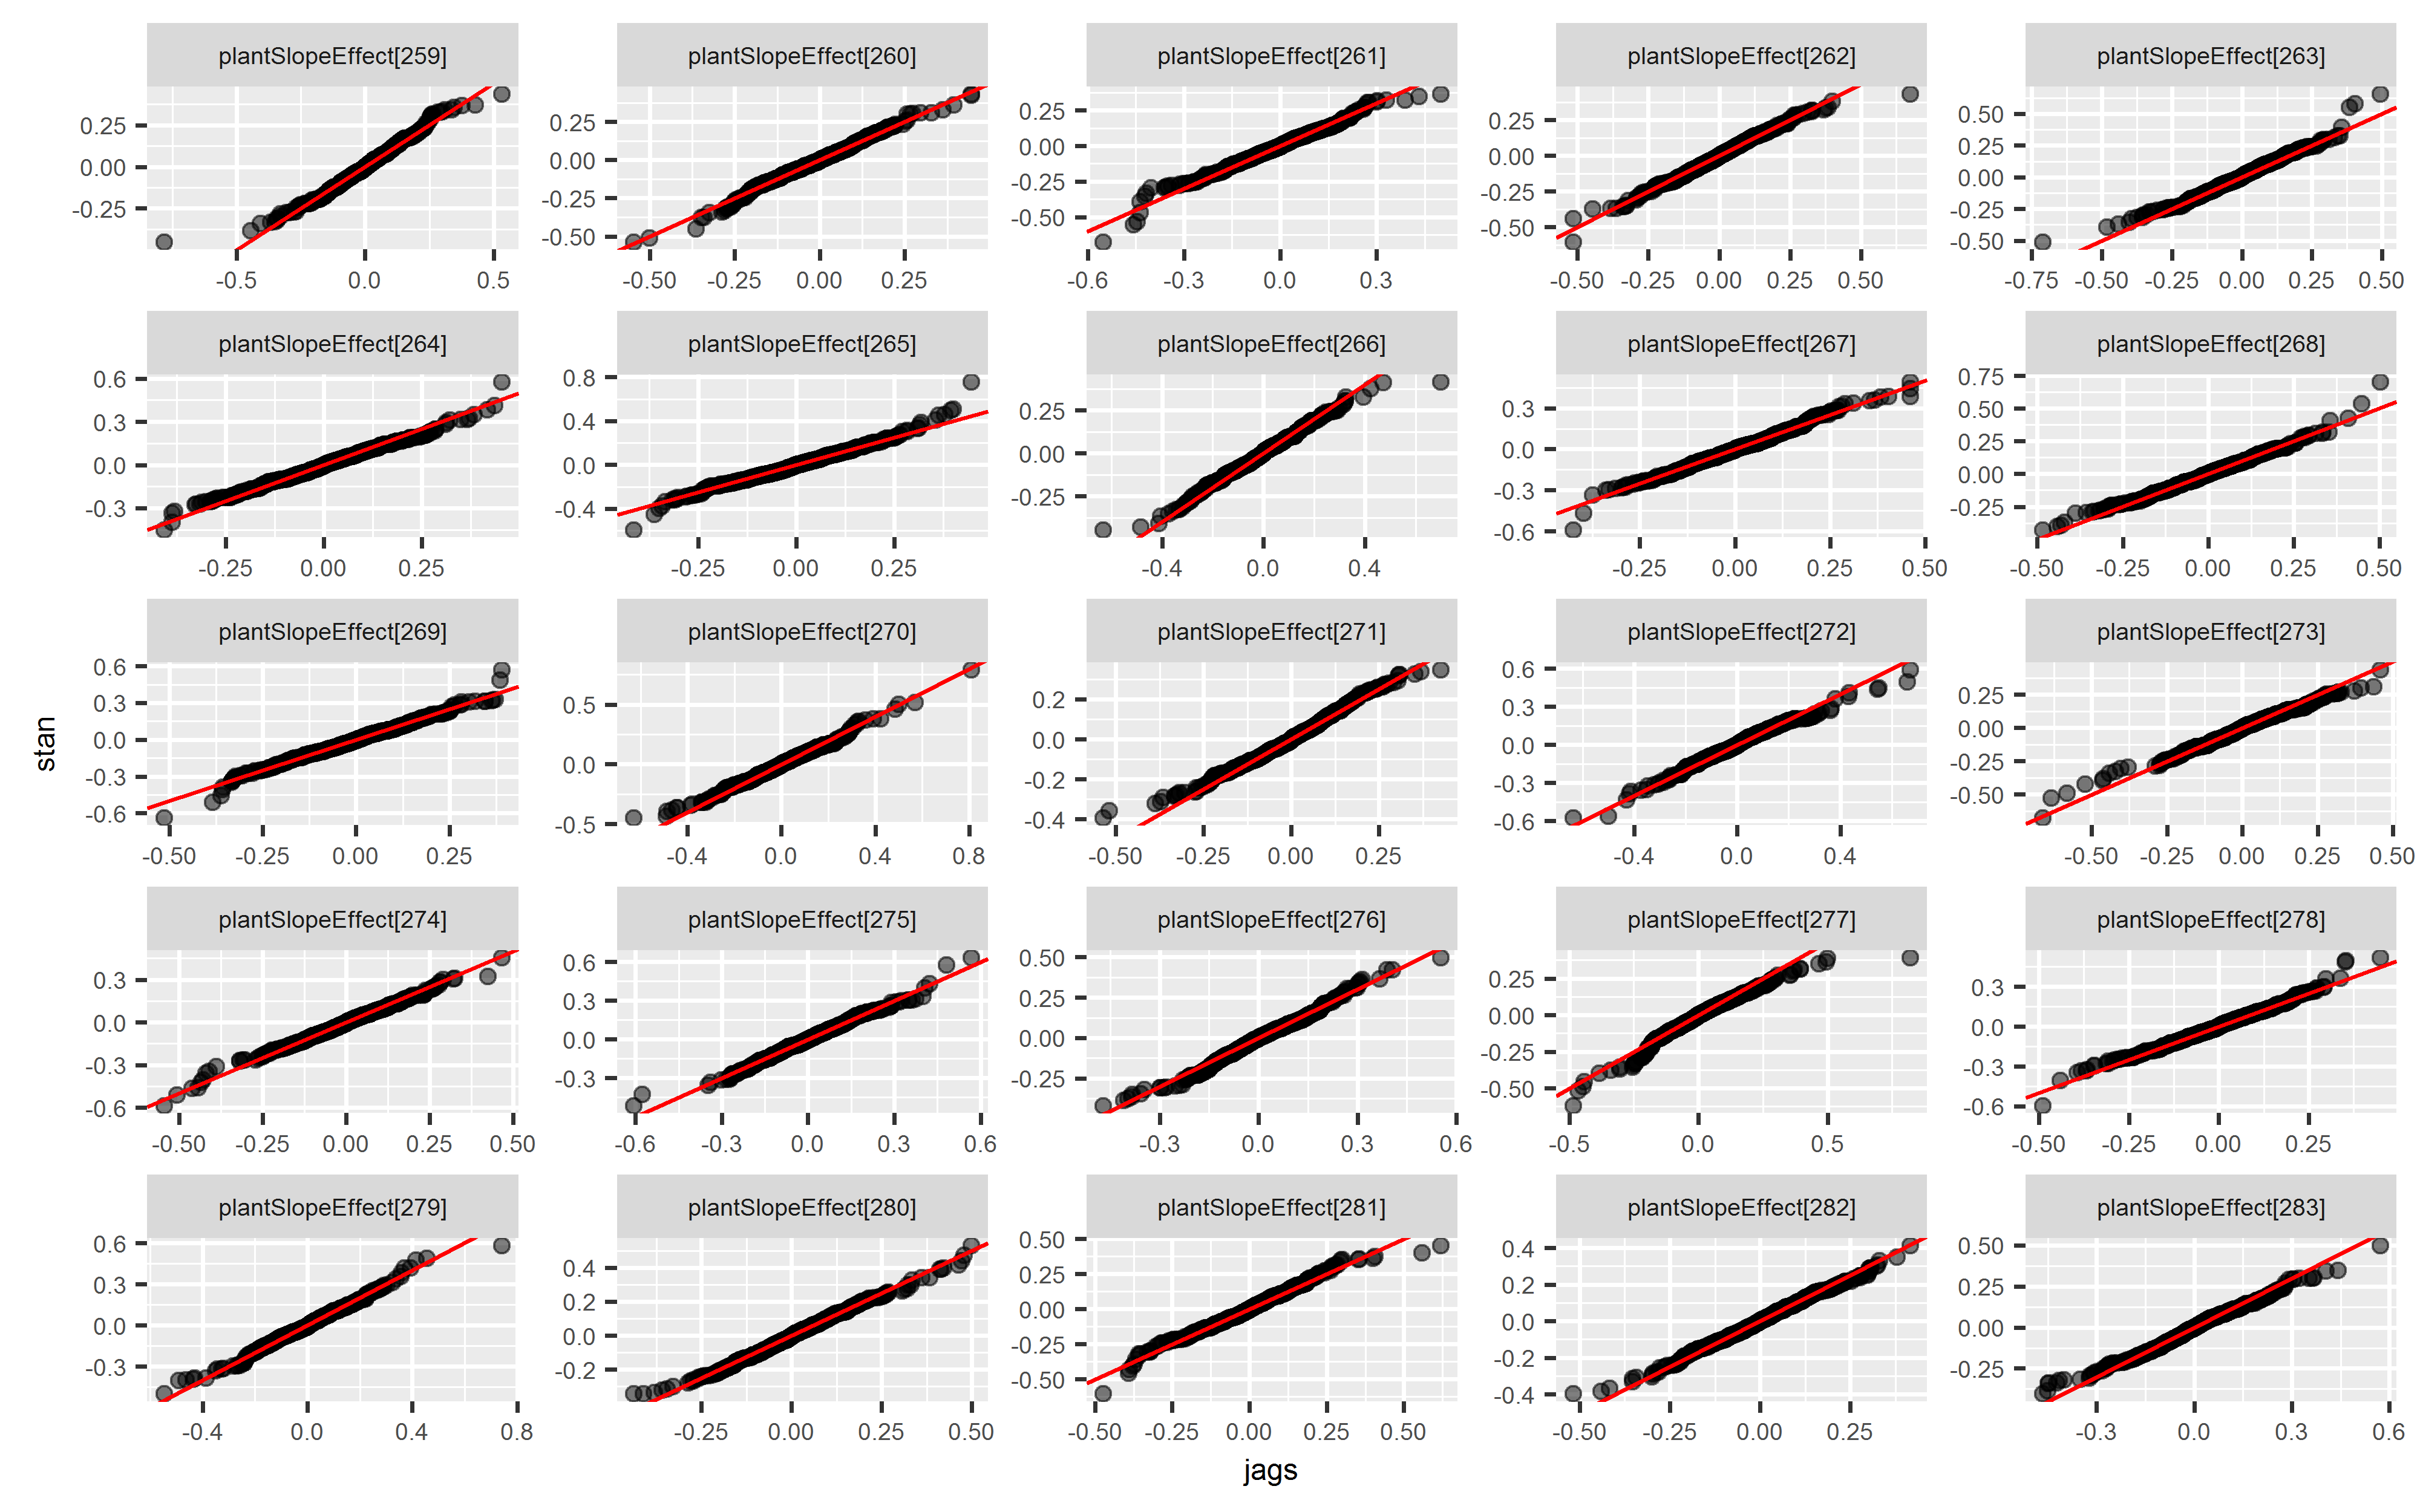 plantSlopeEffect[259] plantSlopeEffect[260] plantSlopeEffect[261] plantSlopeEffect[262] plantSlopeEffect[263]
0.25 0.00 -0.25
0.25 0.00 -0.25 -0.50
0.25 0.00 -0.25 -0.50
0.25 0.00 -0.25 -0.50
0.50 0.25 0.00 -0.25 -0.50
-0.5 0.0 0.5
-0.50 -0.25 0.00 0.25
-0.6 -0.3 0.0 0.3
-0.50 -0.25 0.00 0.25 0.50
-0.75 -0.50 -0.25 0.00 0.25 0.50
plantSlopeEffect[264] plantSlopeEffect[265] plantSlopeEffect[266] plantSlopeEffect[267] plantSlopeEffect[268]
0.6 0.3 0.0 -0.3
0.8 0.4 0.0 -0.4
0.25 0.00 -0.25
0.3 0.0 -0.3 -0.6
0.75 0.50 0.25 0.00 -0.25
-0.25 0.00 0.25
-0.25 0.00 0.25
-0.4 0.0 0.4
-0.25 0.00 0.25 0.50
-0.50 -0.25 0.00 0.25 0.50
plantSlopeEffect[269] plantSlopeEffect[270] plantSlopeEffect[271] plantSlopeEffect[272] plantSlopeEffect[273]
0.6 0.3 0.0 -0.3 -0.6
0.5 0.0 -0.5
0.2 0.0 -0.2 -0.4
0.6 0.3 0.0 -0.3 -0.6
0.25 0.00 -0.25 -0.50
-0.50 -0.25 0.00 0.25
-0.4 0.0 0.4 0.8
-0.50 -0.25 0.00 0.25
-0.4 0.0 0.4
-0.50 -0.25 0.00 0.25 0.50
stan
plantSlopeEffect[274] plantSlopeEffect[275] plantSlopeEffect[276] plantSlopeEffect[277] plantSlopeEffect[278]
0.3 0.0 -0.3 -0.6
0.6 0.3 0.0 -0.3
0.50 0.25 0.00 -0.25
0.25 0.00 -0.25 -0.50
0.3 0.0 -0.3 -0.6
-0.50 -0.25 0.00 0.25 0.50
-0.6 -0.3 0.0 0.3 0.6
-0.3 0.0 0.3 0.6
-0.5 0.0 0.5
-0.50 -0.25 0.00 0.25
plantSlopeEffect[279] plantSlopeEffect[280] plantSlopeEffect[281] plantSlopeEffect[282] plantSlopeEffect[283]
0.6 0.3 0.0 -0.3
0.4 0.2 0.0 -0.2
0.50 0.25 0.00 -0.25 -0.50
0.4 0.2 0.0 -0.2 -0.4
0.50 0.25 0.00 -0.25
-0.4 0.0 0.4 0.8
-0.25 0.00 0.25 0.50
-0.50 -0.25 0.00 0.25 0.50
-0.50 -0.25 0.00 0.25
-0.3 0.0 0.3 0.6
jags